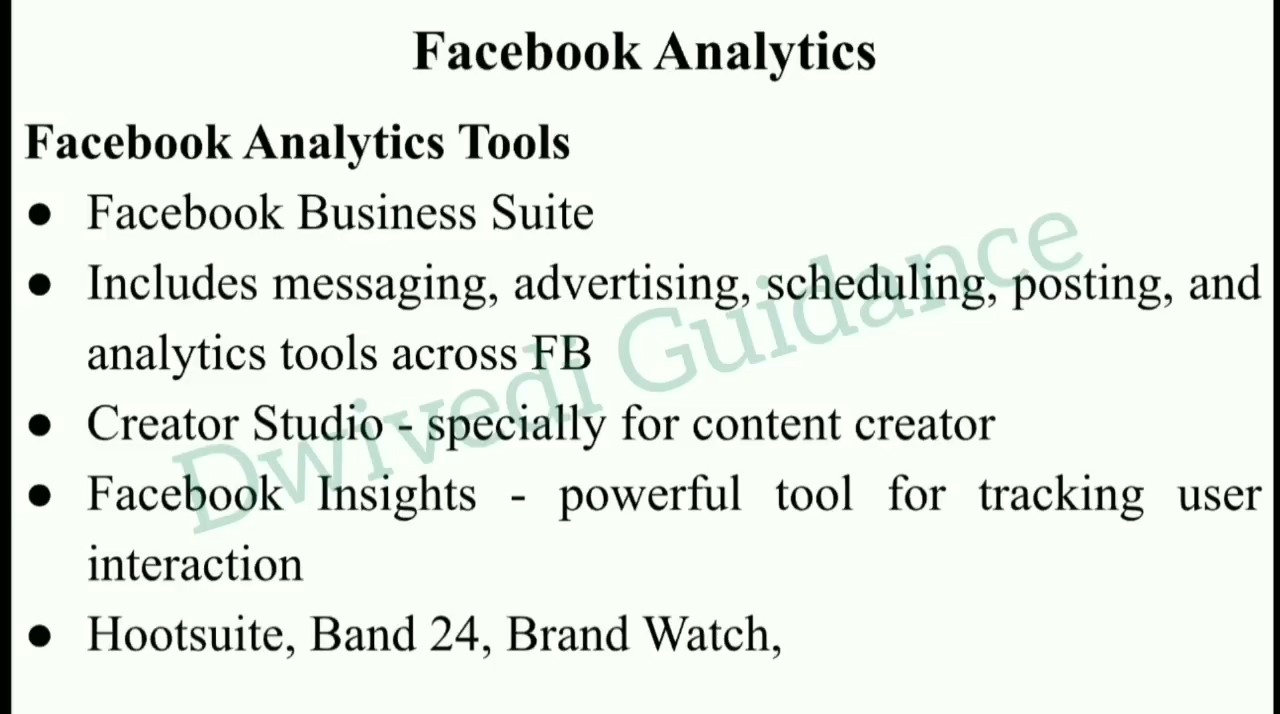 Facebook Analytics
Facebook Analytics Tools
● Facebook Business Suite
● Includes messaging, advertising, scheduling, posting, and
analytics tools across FB
● Creator Studio - specially for content creator
● Facebook Insights - powerful tool for tracking user
interaction
● Hootsuite, Band 24, Brand Watch,
Dwivedi Guidance